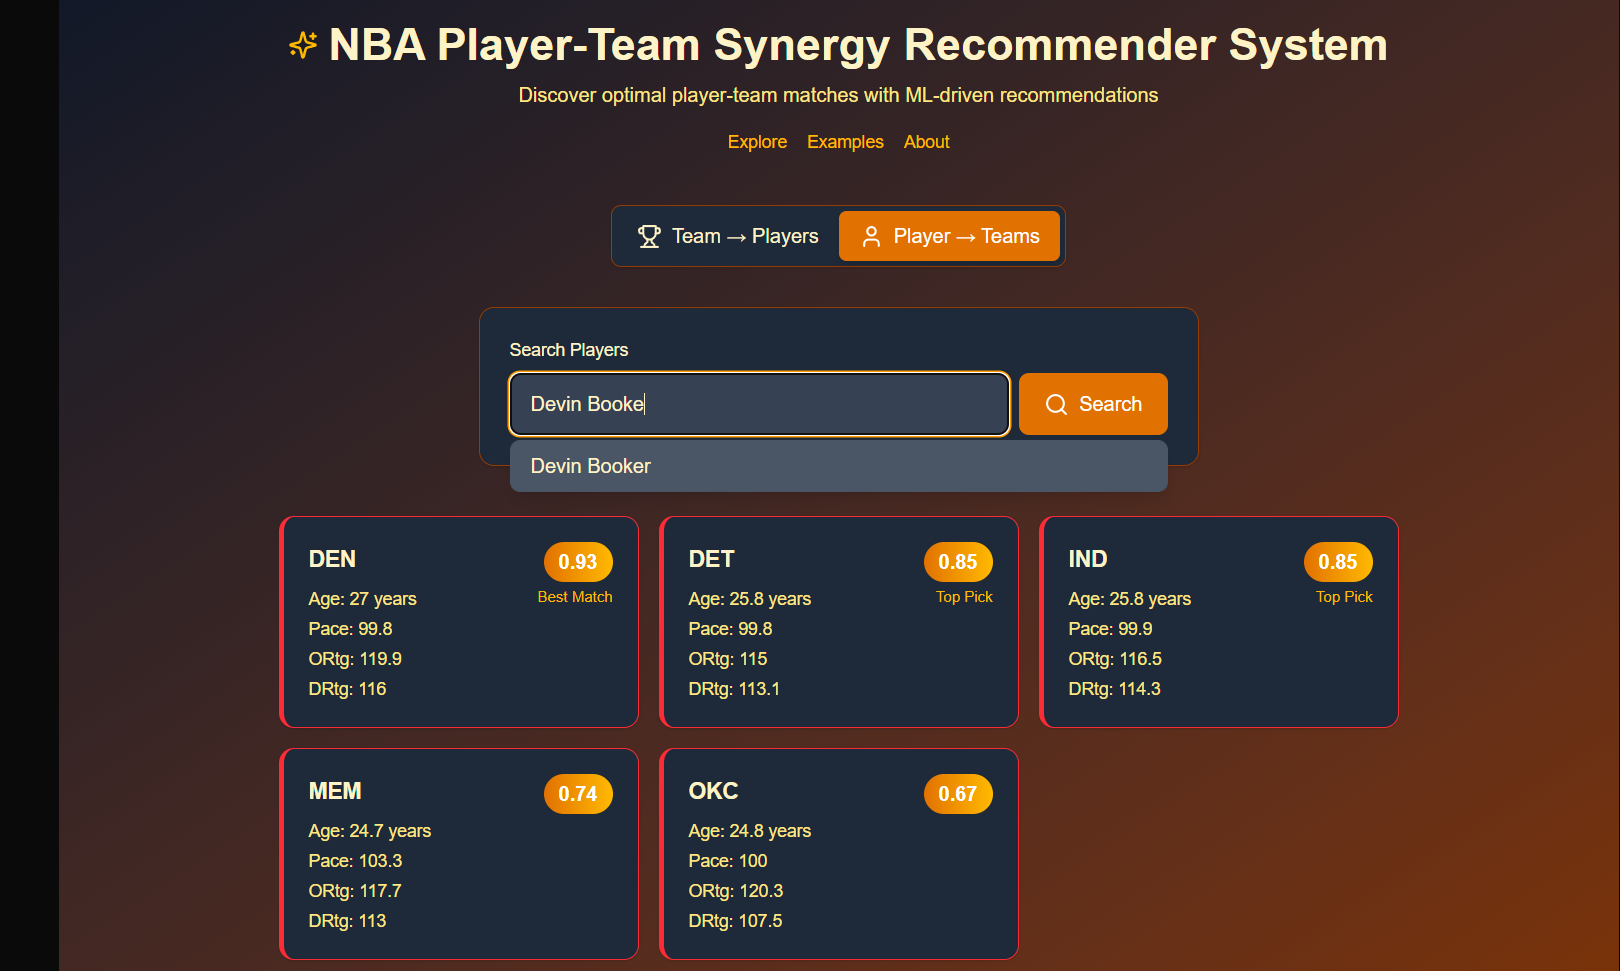 NBA Player-Team Synergy Recommender System
Discover optimal player-team matches with ML-driven recommendations
Explore Examples About
Team → Players Player → Teams
Search Players
Devin Booke Search
Devin Booker
DEN 0.93
Best Match
Age: 27 years
Pace: 99.8
ORtg: 119.9
DRtg: 116
DET 0.85
Top Pick
Age: 25.8 years
Pace: 99.8
ORtg: 115
DRtg: 113.1
IND 0.85
Top Pick
Age: 25.8 years
Pace: 99.9
ORtg: 116.5
DRtg: 114.3
MEM 0.74
Age: 24.7 years
Pace: 103.3
ORtg: 117.7
DRtg: 113
OKC 0.67
Age: 24.8 years
Pace: 100
ORtg: 120.3
DRtg: 107.5